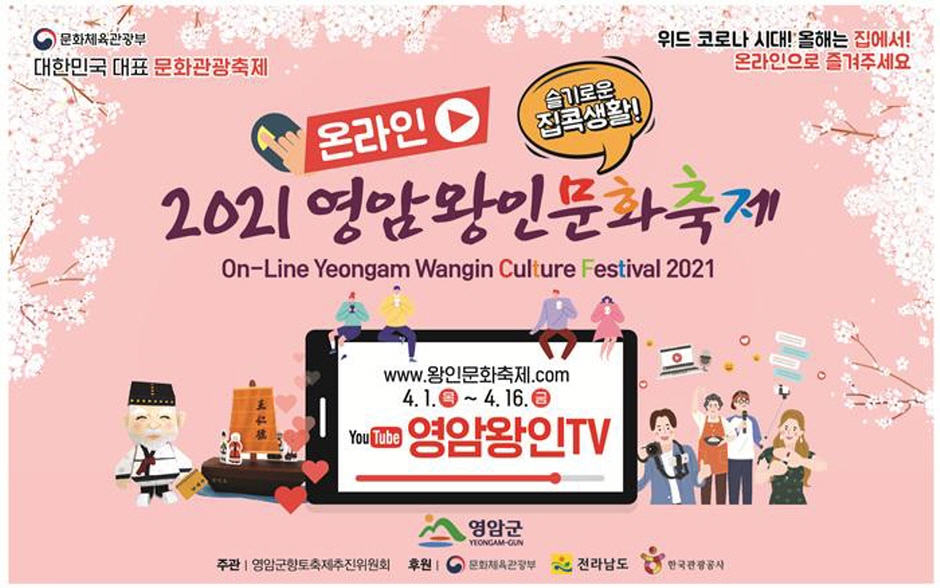 문화체육관광부
대한민국 대표 문화관광축제
위드 코로나 시대! 올해는 집에서!
온라인으로 즐겨주세요
온라인
슬기로운
집콕생활!
2021 영암왕인문화축제
On-Line Yeongam Wangin Culture Festival 2021
www.왕인문화축제.com
4. 1. 목 ~ 4. 16. 금
YouTube 영암왕인TV
영암군
YEONGAM-GUN
주관 | 영암군향토축제추진위원회 후원 | 문화체육관광부 전라남도 한국관광공사